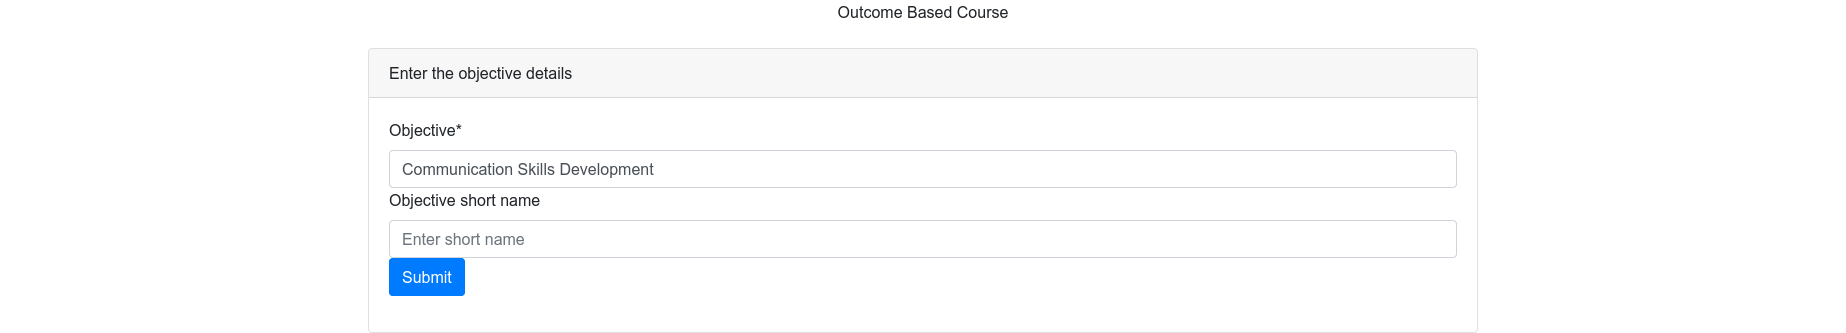 Outcome Based Course
Enter the objective details
Objective*
Communication Skills Development
Objective short name
Enter short name
Submit